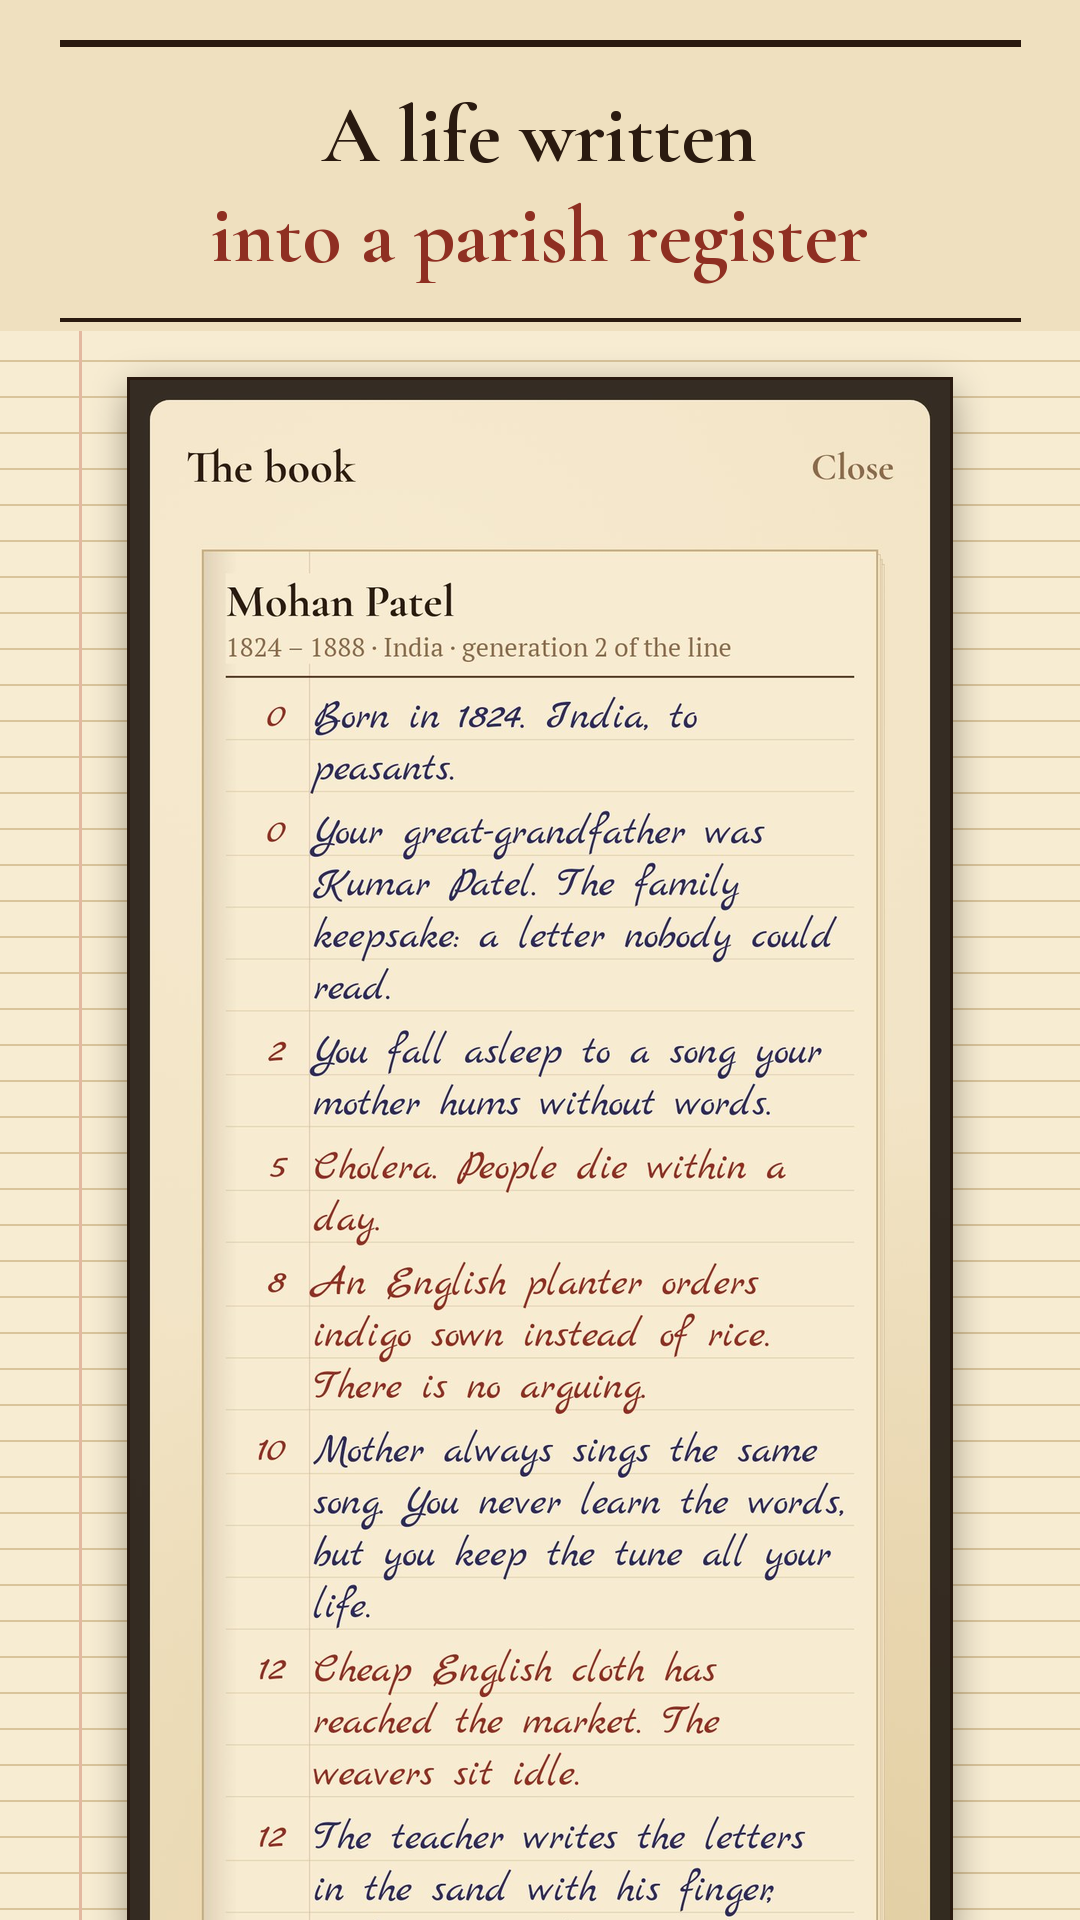 A life written
into a parish register
The book
Close
Mohan Patel
1824 – 1888 · India · generation 2 of the line
0 Born in 1824. India, to
peasants.
0 Your great-grandfather was
Kumar Patel. The family
keepsake: a letter nobody could
read.
2 You fall asleep to a song your
mother hums without words.
5 Cholera. People die within a
day.
8 An English planter orders
indigo sown instead of rice.
There is no arguing.
10 Mother always sings the same
song. You never learn the words,
but you keep the tune all your
life.
12 Cheap English cloth has
reached the market. The
weavers sit idle.
12 The teacher writes the letters
in the sand with his finger,